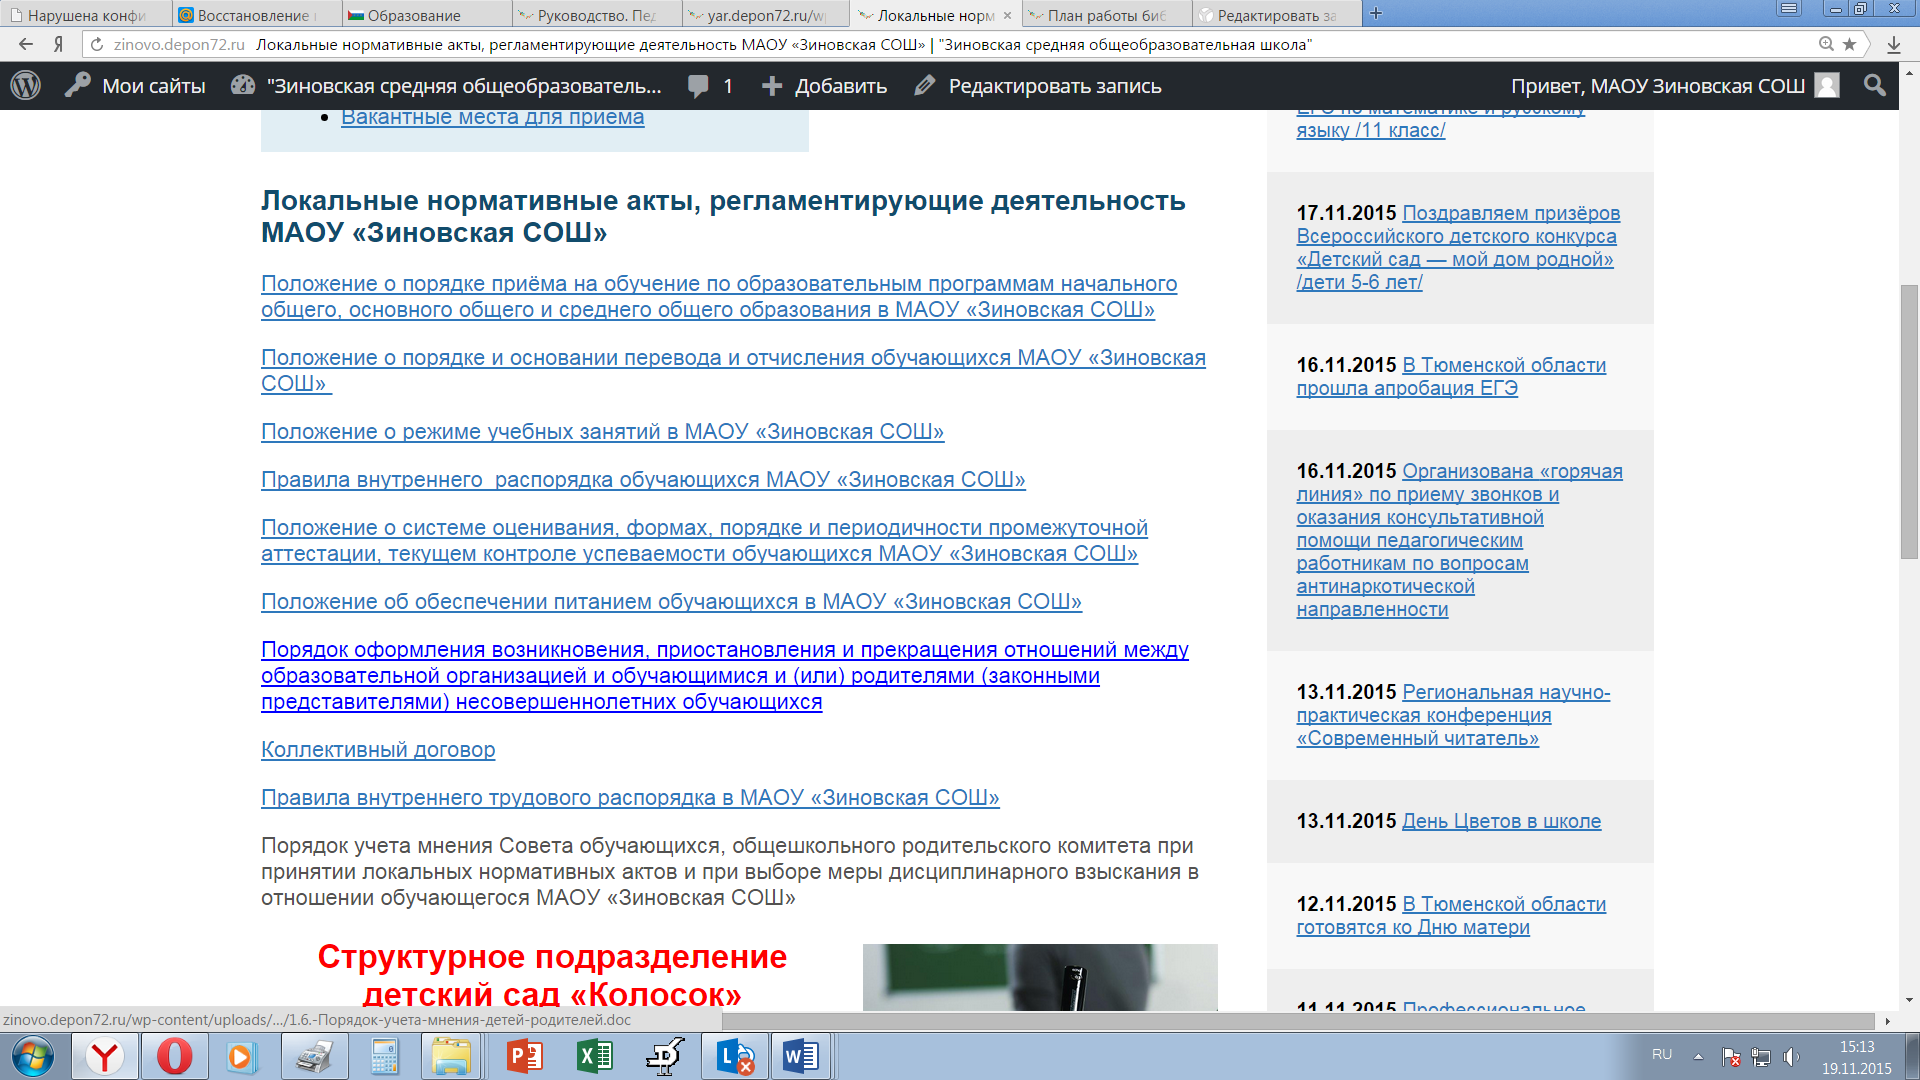 Нарушена конфи
Восстановление
Образование
Руководство. Пед
yar.depon72.ru/wp
Локальные норм
План работы биб
Редактировать за
zinovo.depon72.ru Локальные нормативные акты, регламентирующие деятельность МАОУ «Зиновская СОШ» | "Зиновская средняя общеобразовательная школа"
Мои сайты "Зиновская средняя общеобразователь... 1 Добавить Редактировать запись Привет, МАОУ Зиновская СОШ
Вакантные места для приема
Локальные нормативные акты, регламентирующие деятельность
МАОУ «Зиновская СОШ»
Положение о порядке приёма на обучение по образовательным программам начального
общего, основного общего и среднего общего образования в МАОУ «Зиновская СОШ»
Положение о порядке и основании перевода и отчисления обучающихся МАОУ «Зиновская
СОШ»
Положение о режиме учебных занятий в МАОУ «Зиновская СОШ»
Правила внутреннего  распорядка обучающихся МАОУ «Зиновская СОШ»
Положение о системе оценивания, формах, порядке и периодичности промежуточной
аттестации, текущем контроле успеваемости обучающихся МАОУ «Зиновская СОШ»
Положение об обеспечении питанием обучающихся в МАОУ «Зиновская СОШ»
Порядок оформления возникновения, приостановления и прекращения отношений между
образовательной организацией и обучающимися и (или) родителями (законными
представителями) несовершеннолетних обучающихся
Коллективный договор
Правила внутреннего трудового распорядка в МАОУ «Зиновская СОШ»
Порядок учета мнения Совета обучающихся, общешкольного родительского комитета при
принятии локальных нормативных актов и при выборе меры дисциплинарного взыскания в
отношении обучающегося МАОУ «Зиновская СОШ»
Структурное подразделение
детский сад «Колосок»
ЕГЭ по математике и русскому
языку /11 класс/
17.11.2015 Поздравляем призёров
Всероссийского детского конкурса
«Детский сад — мой дом родной»
/дети 5-6 лет/
16.11.2015 В Тюменской области
прошла апробация ЕГЭ
16.11.2015 Организована «горячая
линия» по приему звонков и
оказания консультативной
помощи педагогическим
работникам по вопросам
антинаркотической
направленности
13.11.2015 Региональная научно-
практическая конференция
«Современный читатель»
13.11.2015 День Цветов в школе
12.11.2015 В Тюменской области
готовятся ко Дню матери
11.11.2015 Профессиональное
zinovo.depon72.ru/wp-content/uploads/.../1.6.-Порядок-учета-мнения-детей-родителей.doc
RU
15:13
19.11.2015